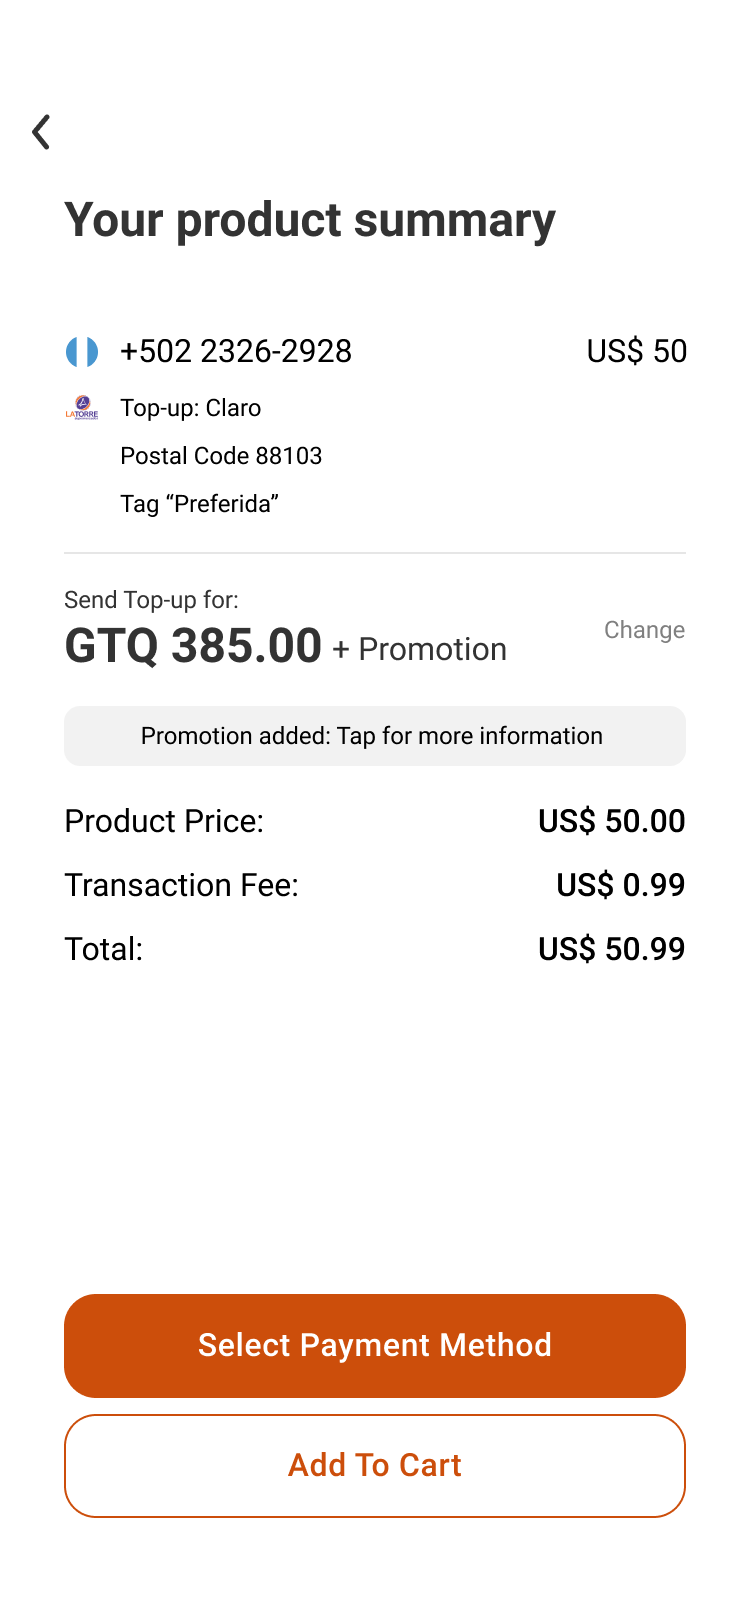 Your product summary
+502 2326-2928 US$ 50
LATORRE
Top-up: Claro
Postal Code 88103
Tag “Preferida”
Send Top-up for:
GTQ 385.00 + Promotion
Change
Promotion added: Tap for more information
Product Price: US$ 50.00
Transaction Fee: US$ 0.99
Total: US$ 50.99
Select Payment Method
Add To Cart